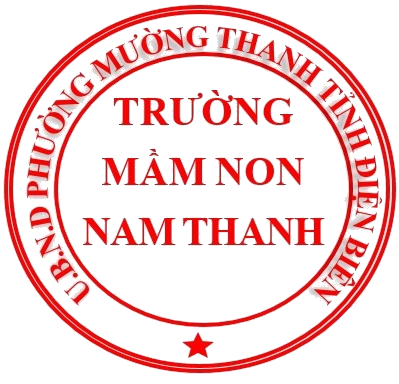 U.B.N.D PHƯỜNG MƯỜNG THANH TỈNH ĐIỆN BIÊN
TRƯỜNG
MẦM NON
NAM THANH